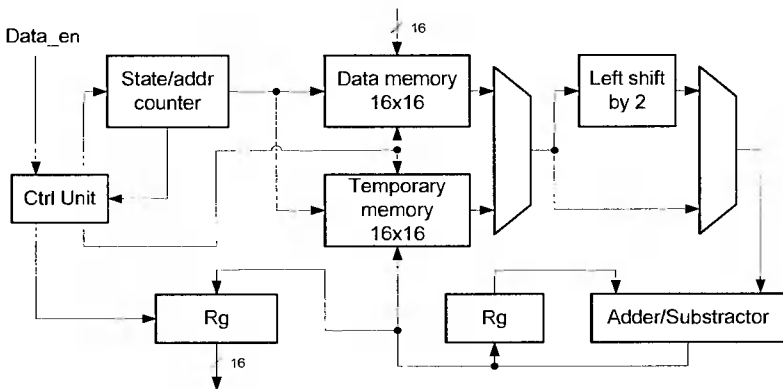 16
Data_en
State/addr
counter
Data memory
16x16
Left shift
by 2
Ctrl Unit
Temporary
memory
16x16
Rg
Rg
Adder/Substractor
16